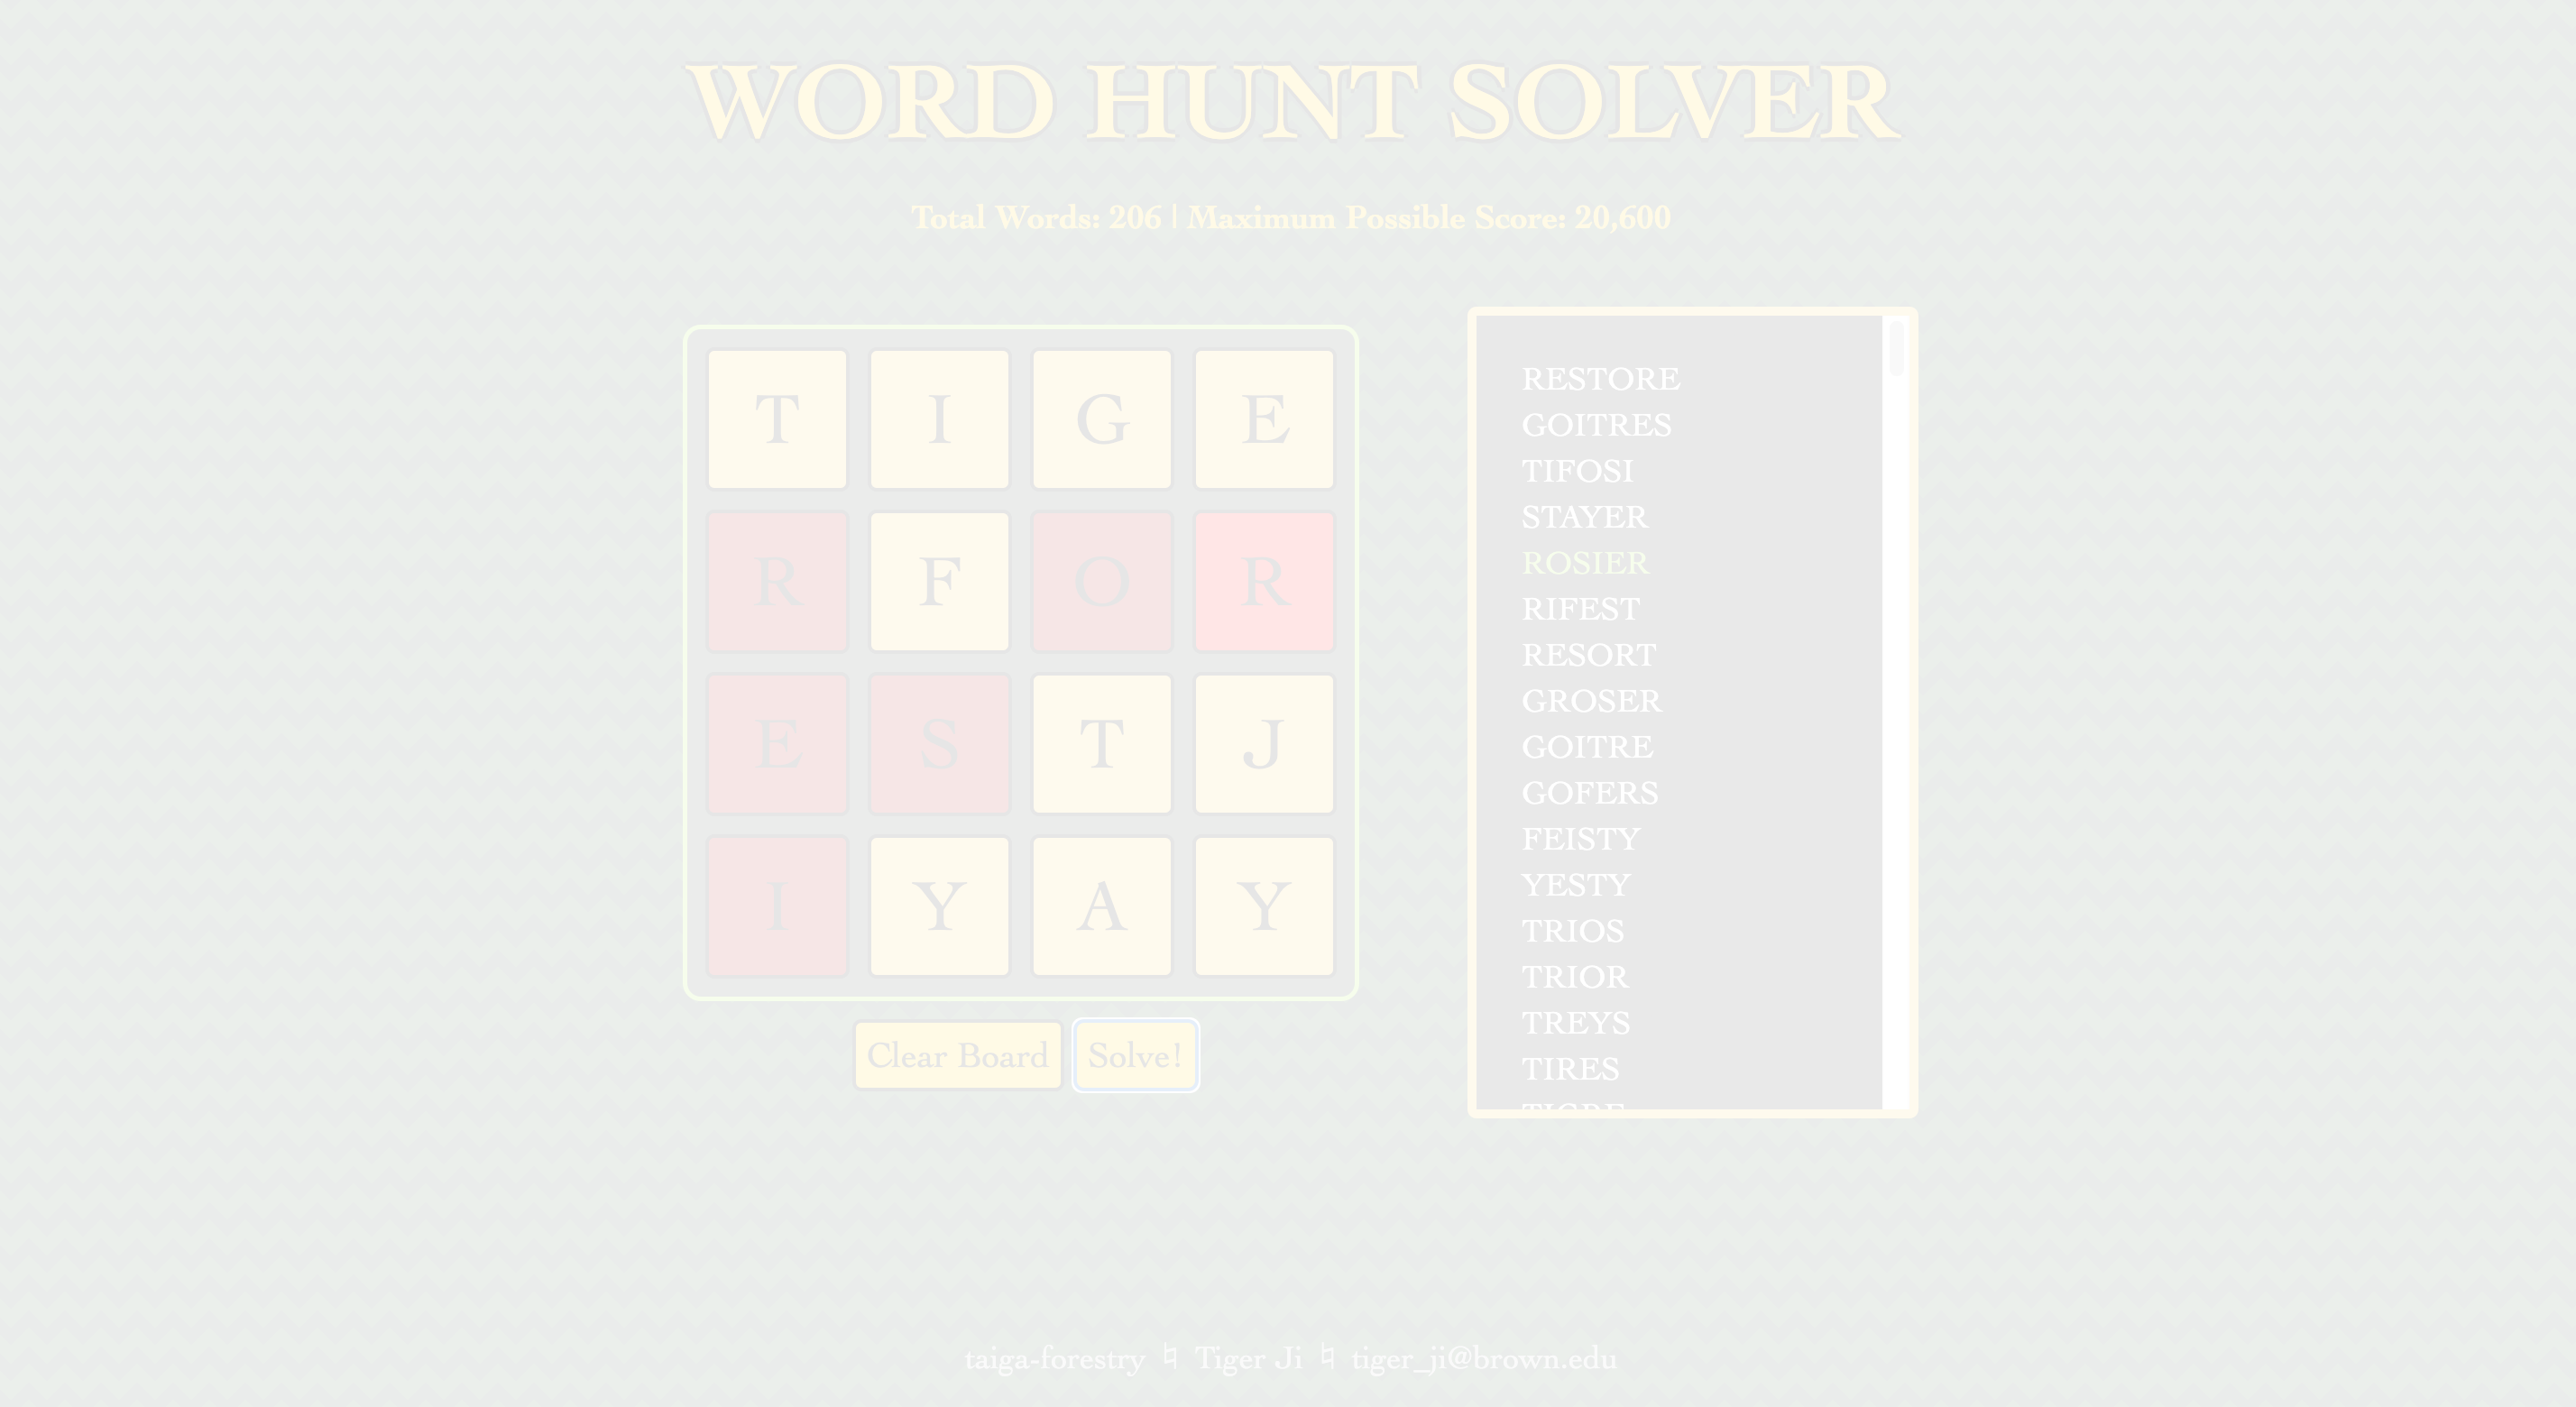 WORD HUNT SOLVER
Total Words: 206 | Maximum Possible Score: 20,600
T I G E
R F O R
E S T J
I Y A Y
Clear Board Solve!
RESTORE
GOITRES
TIFOSI
STAYER
ROSIER
RIFEST
RESORT
GROSER
GOITRE
GOFERS
FEISTY
YESTY
TRIOS
TRIOR
TREYS
TIRES
taiga-forestry ♮ Tiger Ji ♮ tiger_ji@brown.edu